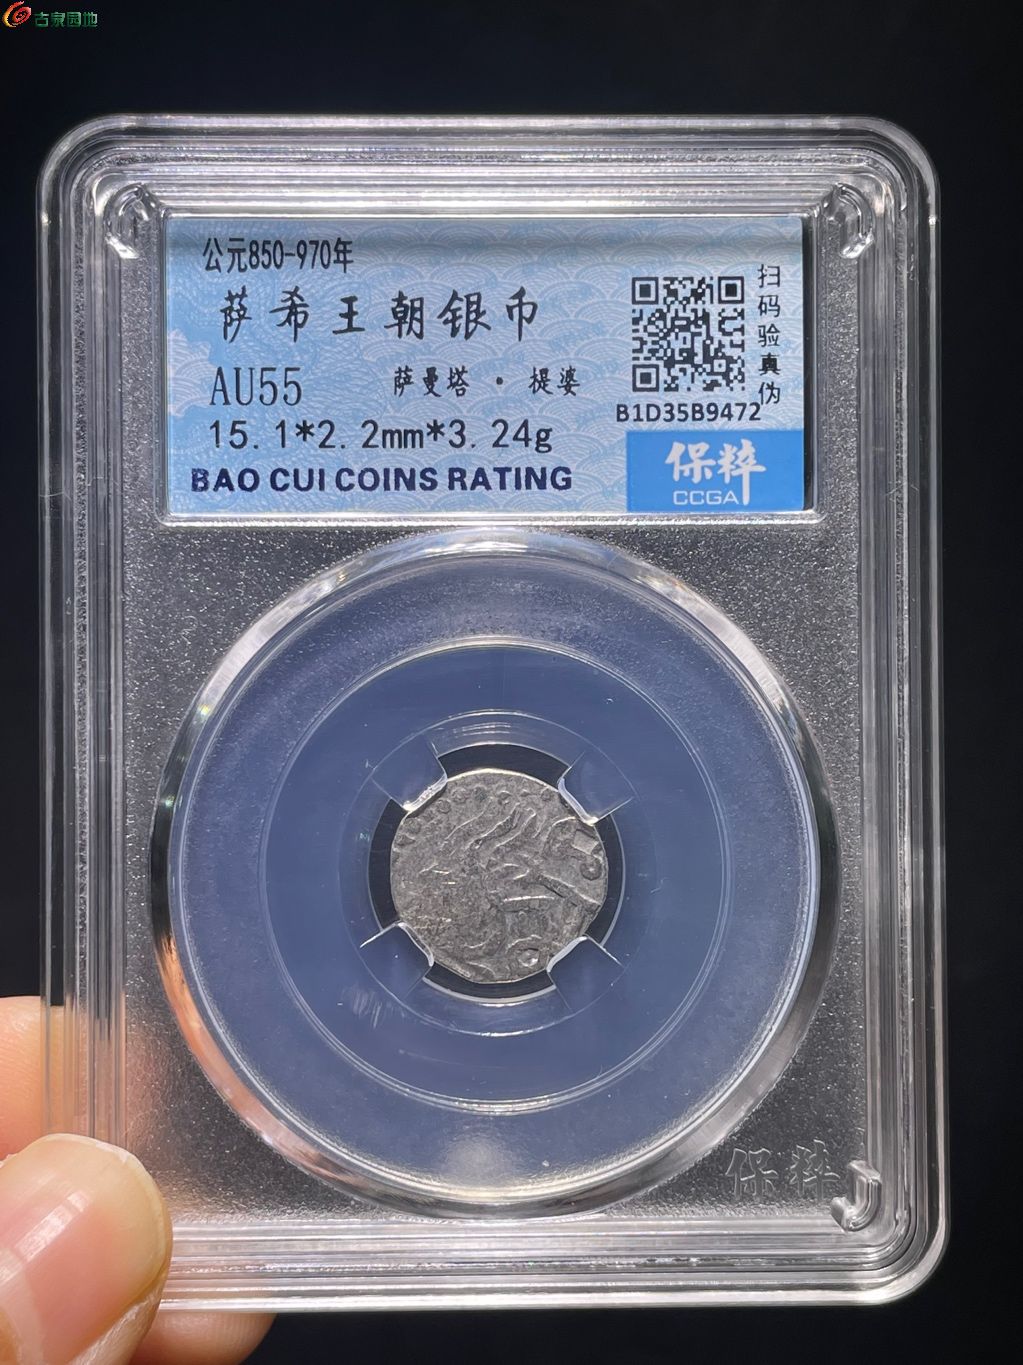 古泉园地
公元850-970年
萨希王朝银币
AU55
萨曼塔·提婆
15.1*2.2mm*3.24g
BAO CUI COINS RATING
扫码验真伪
B1D35B9472
保粹
CCGA
保粹